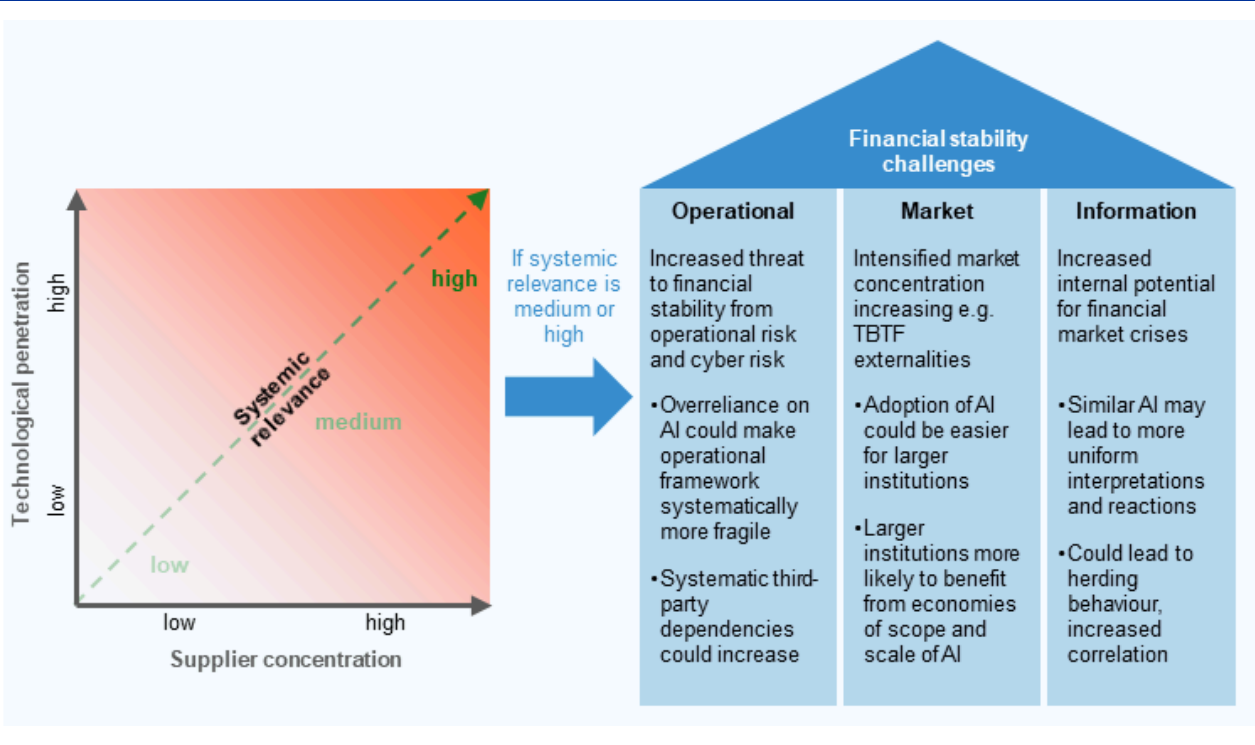 Technological penetration
high
low
high
Systemic
relevance
medium
low
low
high
Supplier concentration
If systemic
relevance is
medium or
high
Financial stability
challenges
Operational
Increased threat
to financial
stability from
operational risk
and cyber risk
•Overreliance on
AI could make
operational
framework
systematically
more fragile
•Systematic third-
party
dependencies
could increase
Market
Intensified market
concentration
increasing e.g.
TBTF
externalities
•Adoption of AI
could be easier
for larger
institutions
•Larger
institutions more
likely to benefit
from economies
of scope and
scale of AI
Information
Increased
internal potential
for financial
market crises
•Similar AI may
lead to more
uniform
interpretations
and reactions
•Could lead to
herding
behaviour,
increased
correlation